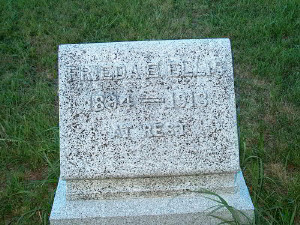 FRIEDA E.
1894 — 1918
AT REST